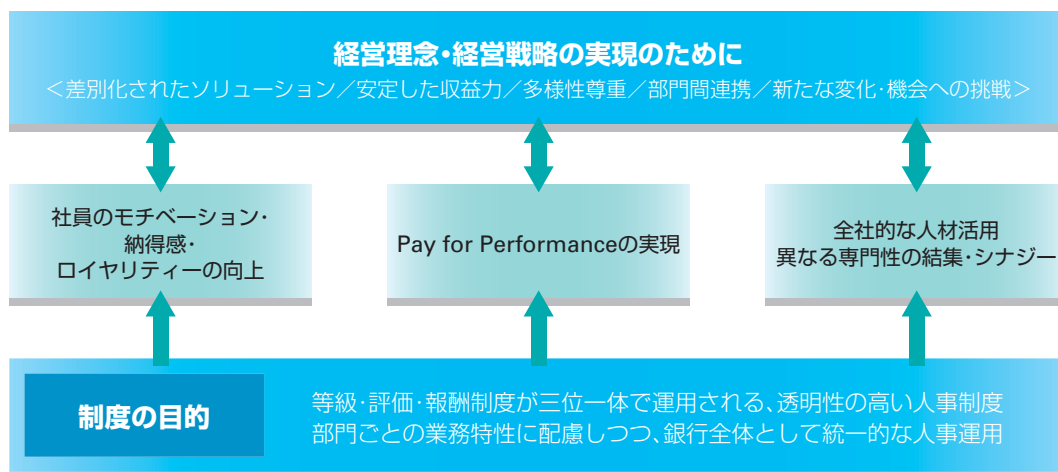 経営理念・経営戦略の実現のために
＜差別化されたソリューション／安定した収益力／多様性尊重／部門間連携／新たな変化・機会への挑戦＞
社員のモチベーション・
納得感・
ロイヤリティーの向上
Pay for Performanceの実現
全社的な人材活用
異なる専門性の結集・シナジー
制度の目的
等級・評価・報酬制度が三位一体で運用される、透明性の高い人事制度
部門ごとの業務特性に配慮しつつ、銀行全体として統一的な人事運用